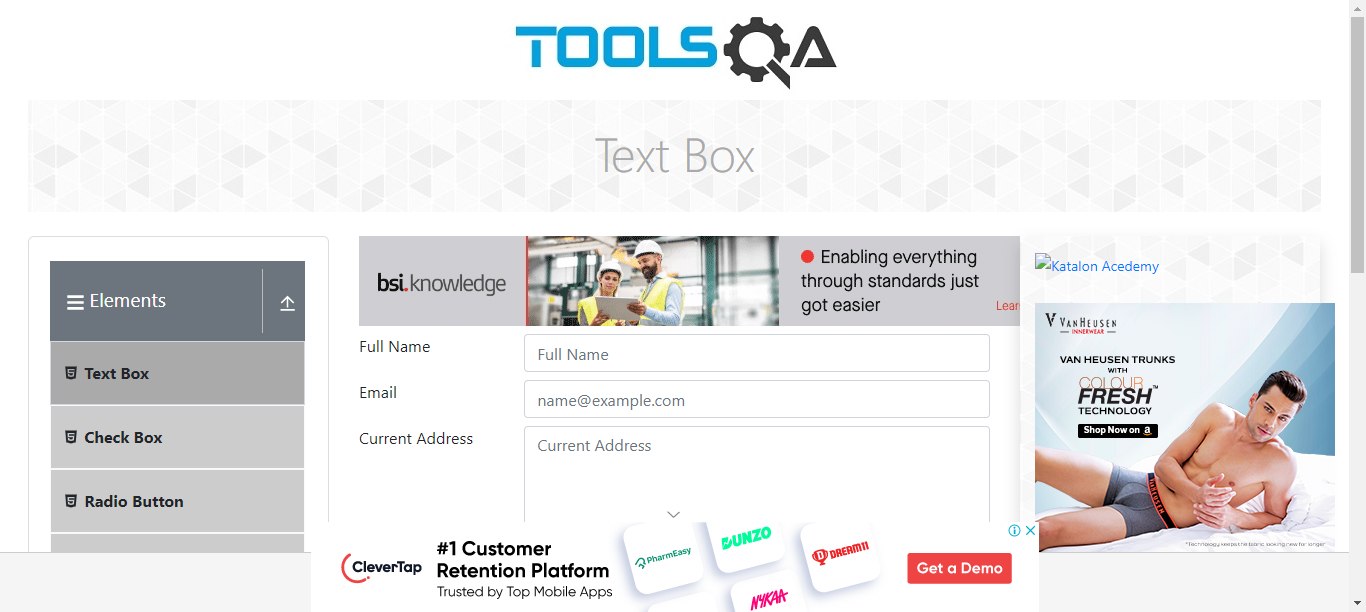 TOOLSQA
Text Box
Elements
Text Box
Check Box
Radio Button
bsi.knowledge
Enabling everything
through standards just
got easier
Lear
Full Name
Full Name
Email
name@example.com
Current Address
Current Address
Katalon Acedemy
VAN HEUSEN
INNERWEAR
VAN HEUSEN TRUNKS
WITH
COLOUR
FRESH™
TECHNOLOGY
Shop Now on a
*Technology keeps the fabric looking new for longer
CleverTap
#1 Customer
Retention Platform
Trusted by Top Mobile Apps
PharmEasy
DUNZO
DREAM11
NYKAA
Get a Demo